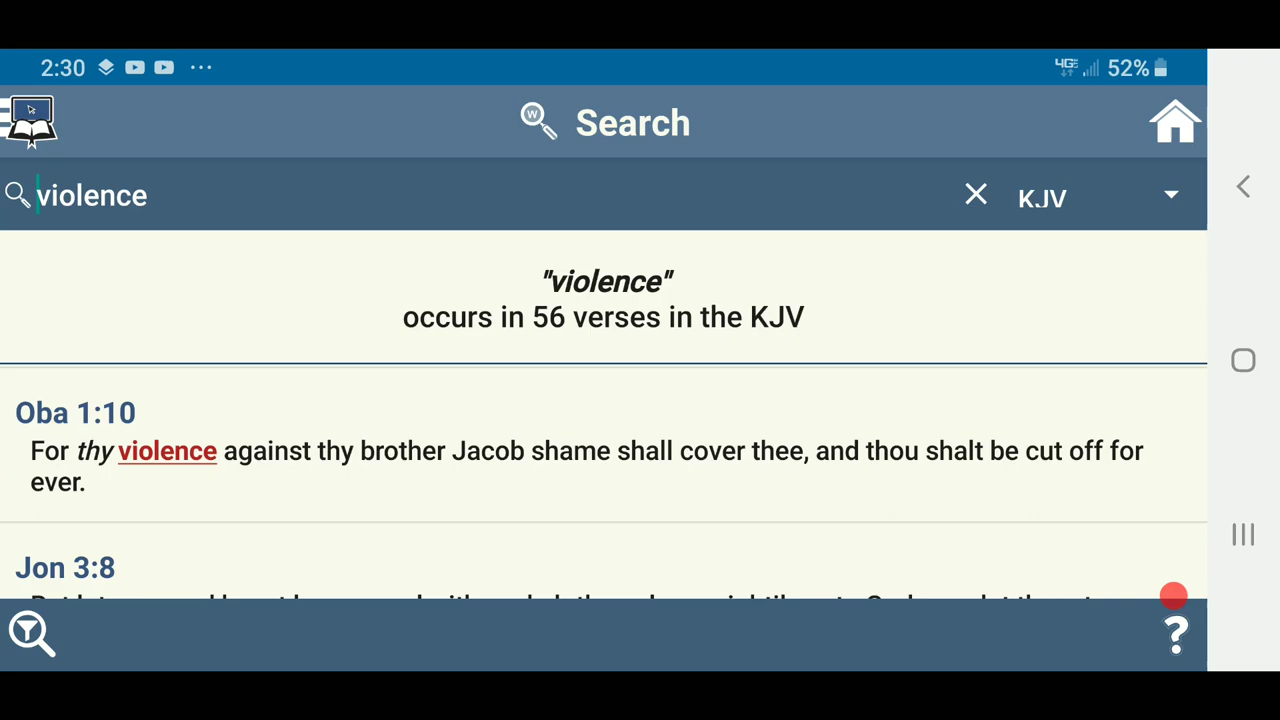 2:30 ... 4GE 52%
W Search
violence KJV
"violence"
occurs in 56 verses in the KJV
Oba 1:10
For thy violence against thy brother Jacob shame shall cover thee, and thou shalt be cut off for
ever.
Jon 3:8
?